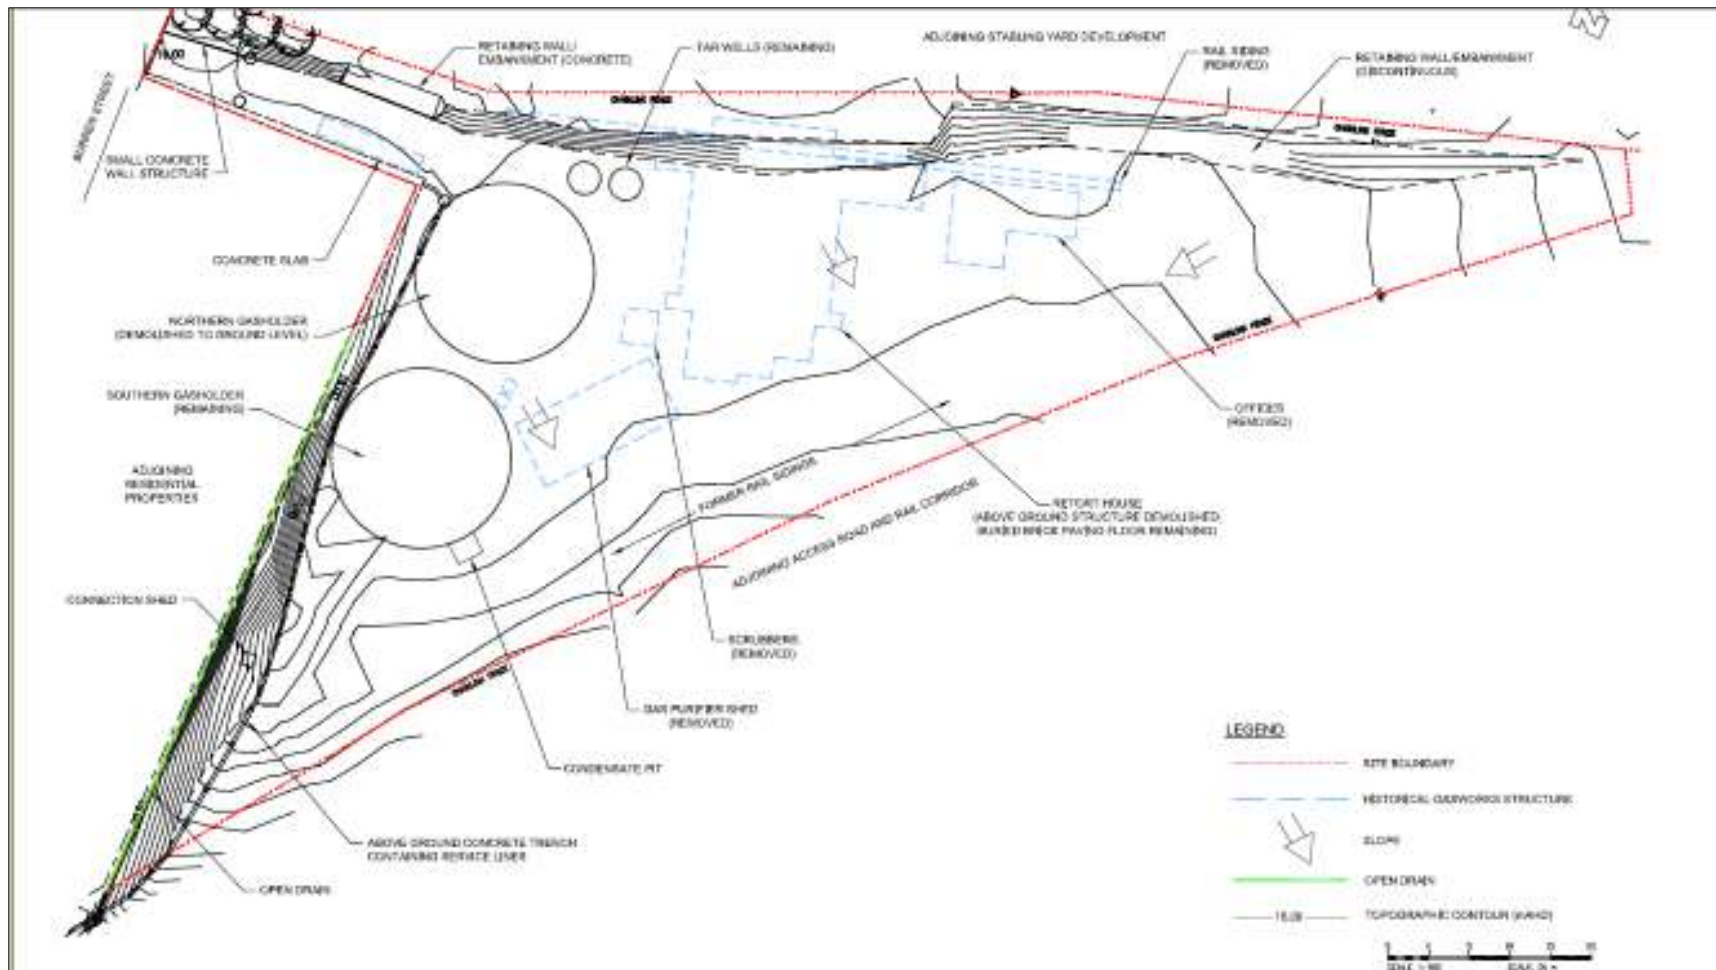 RETAINING WALL/
EMBANKMENT (CONCRETE)
TAR WELLS (REMAINING)
ADJOINING STABLING YARD DEVELOPMENT
RAIL SIDING
(REMOVED)
RETAINING WALL/EMBANKMENT
(DISCONTINUOUS)
STREET
SMALL CONCRETE
WALL STRUCTURE
CONCRETE SLAB
NORTHERN GASHOLDER
(DEMOLISHED TO GROUND LEVEL)
SOUTHERN GASHOLDER
(REMAINING)
ADJOINING
RESIDENTIAL
PROPERTIES
OFFICES
(REMOVED)
FORMER RAIL SIDINGS
RETORT HOUSE
(ABOVE GROUND STRUCTURE DEMOLISHED,
BURIED BRICK PAVING FLOOR REMAINING)
ADJOINING ACCESS ROAD AND RAIL CORRIDOR
CONNECTION SHED
SCRUBBERS
(REMOVED)
GAS PURIFIER SHED
(REMOVED)
CONDENSATE PIT
ABOVE GROUND CONCRETE TRENCH
CONTAINING SERVICE LINES
OPEN DRAIN
LEGEND
SITE BOUNDARY
HISTORICAL GASWORKS STRUCTURE
SLOPE
OPEN DRAIN
TOPOGRAPHIC CONTOUR (mAHD)